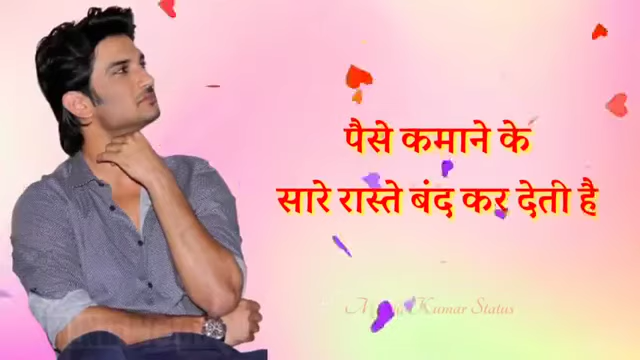 पैसे कमाने के
सारे रास्ते बंद कर देती है
Kumar Status